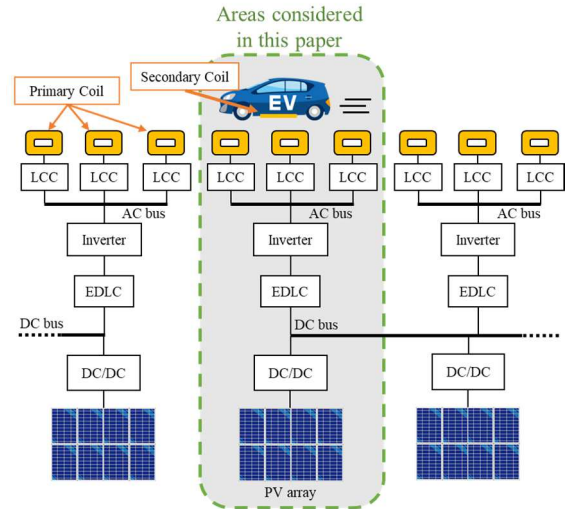 Areas considered
in this paper
Secondary Coil
Primary Coil
EV
LCC LCC LCC LCC LCC LCC LCC LCC LCC
AC bus AC bus AC bus
Inverter Inverter Inverter
EDLC EDLC EDLC
DC bus DC bus
DC/DC DC/DC DC/DC
PV array